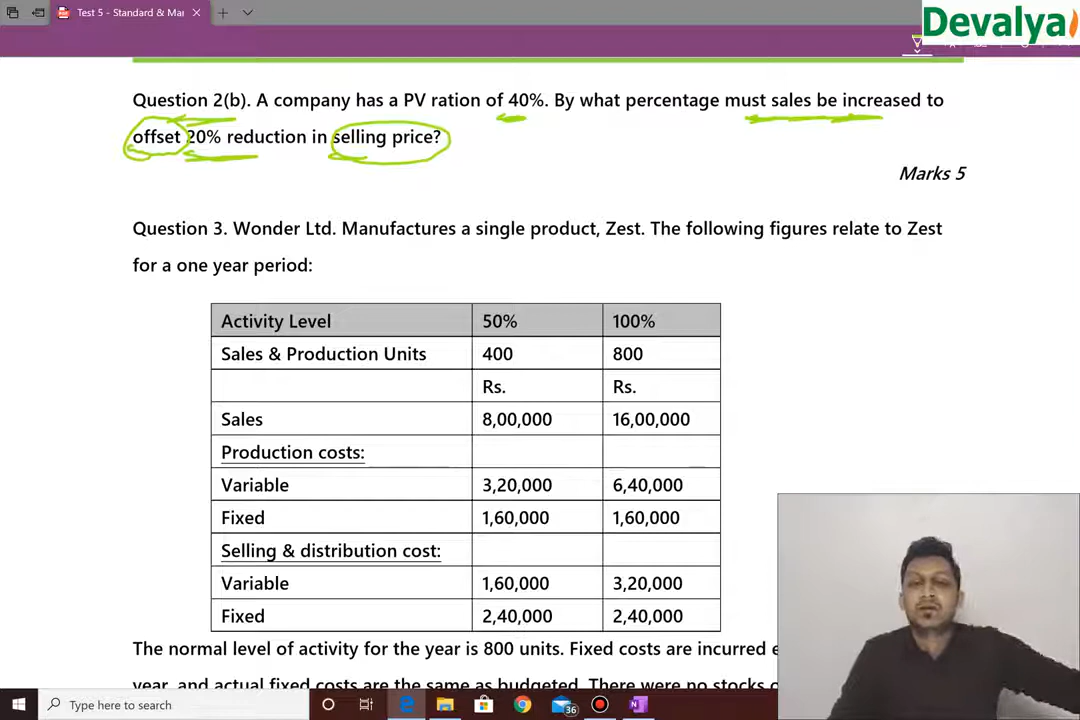 Test 5 - Standard & Mar
Devalya
Question 2(b). A company has a PV ration of 40%. By what percentage must sales be increased to
offset 20% reduction in selling price?
Marks 5
Question 3. Wonder Ltd. Manufactures a single product, Zest. The following figures relate to Zest
for a one year period:
Activity Level 50% 100%
Sales & Production Units 400 800
Rs. Rs.
Sales 8,00,000 16,00,000
Production costs:
Variable 3,20,000 6,40,000
Fixed 1,60,000 1,60,000
Selling & distribution cost:
Variable 1,60,000 3,20,000
Fixed 2,40,000 2,40,000
The normal level of activity for the year is 800 units. Fixed costs are incurred e
year, and actual fixed costs are the same as budgeted. There were no stocks o
Type here to search
36